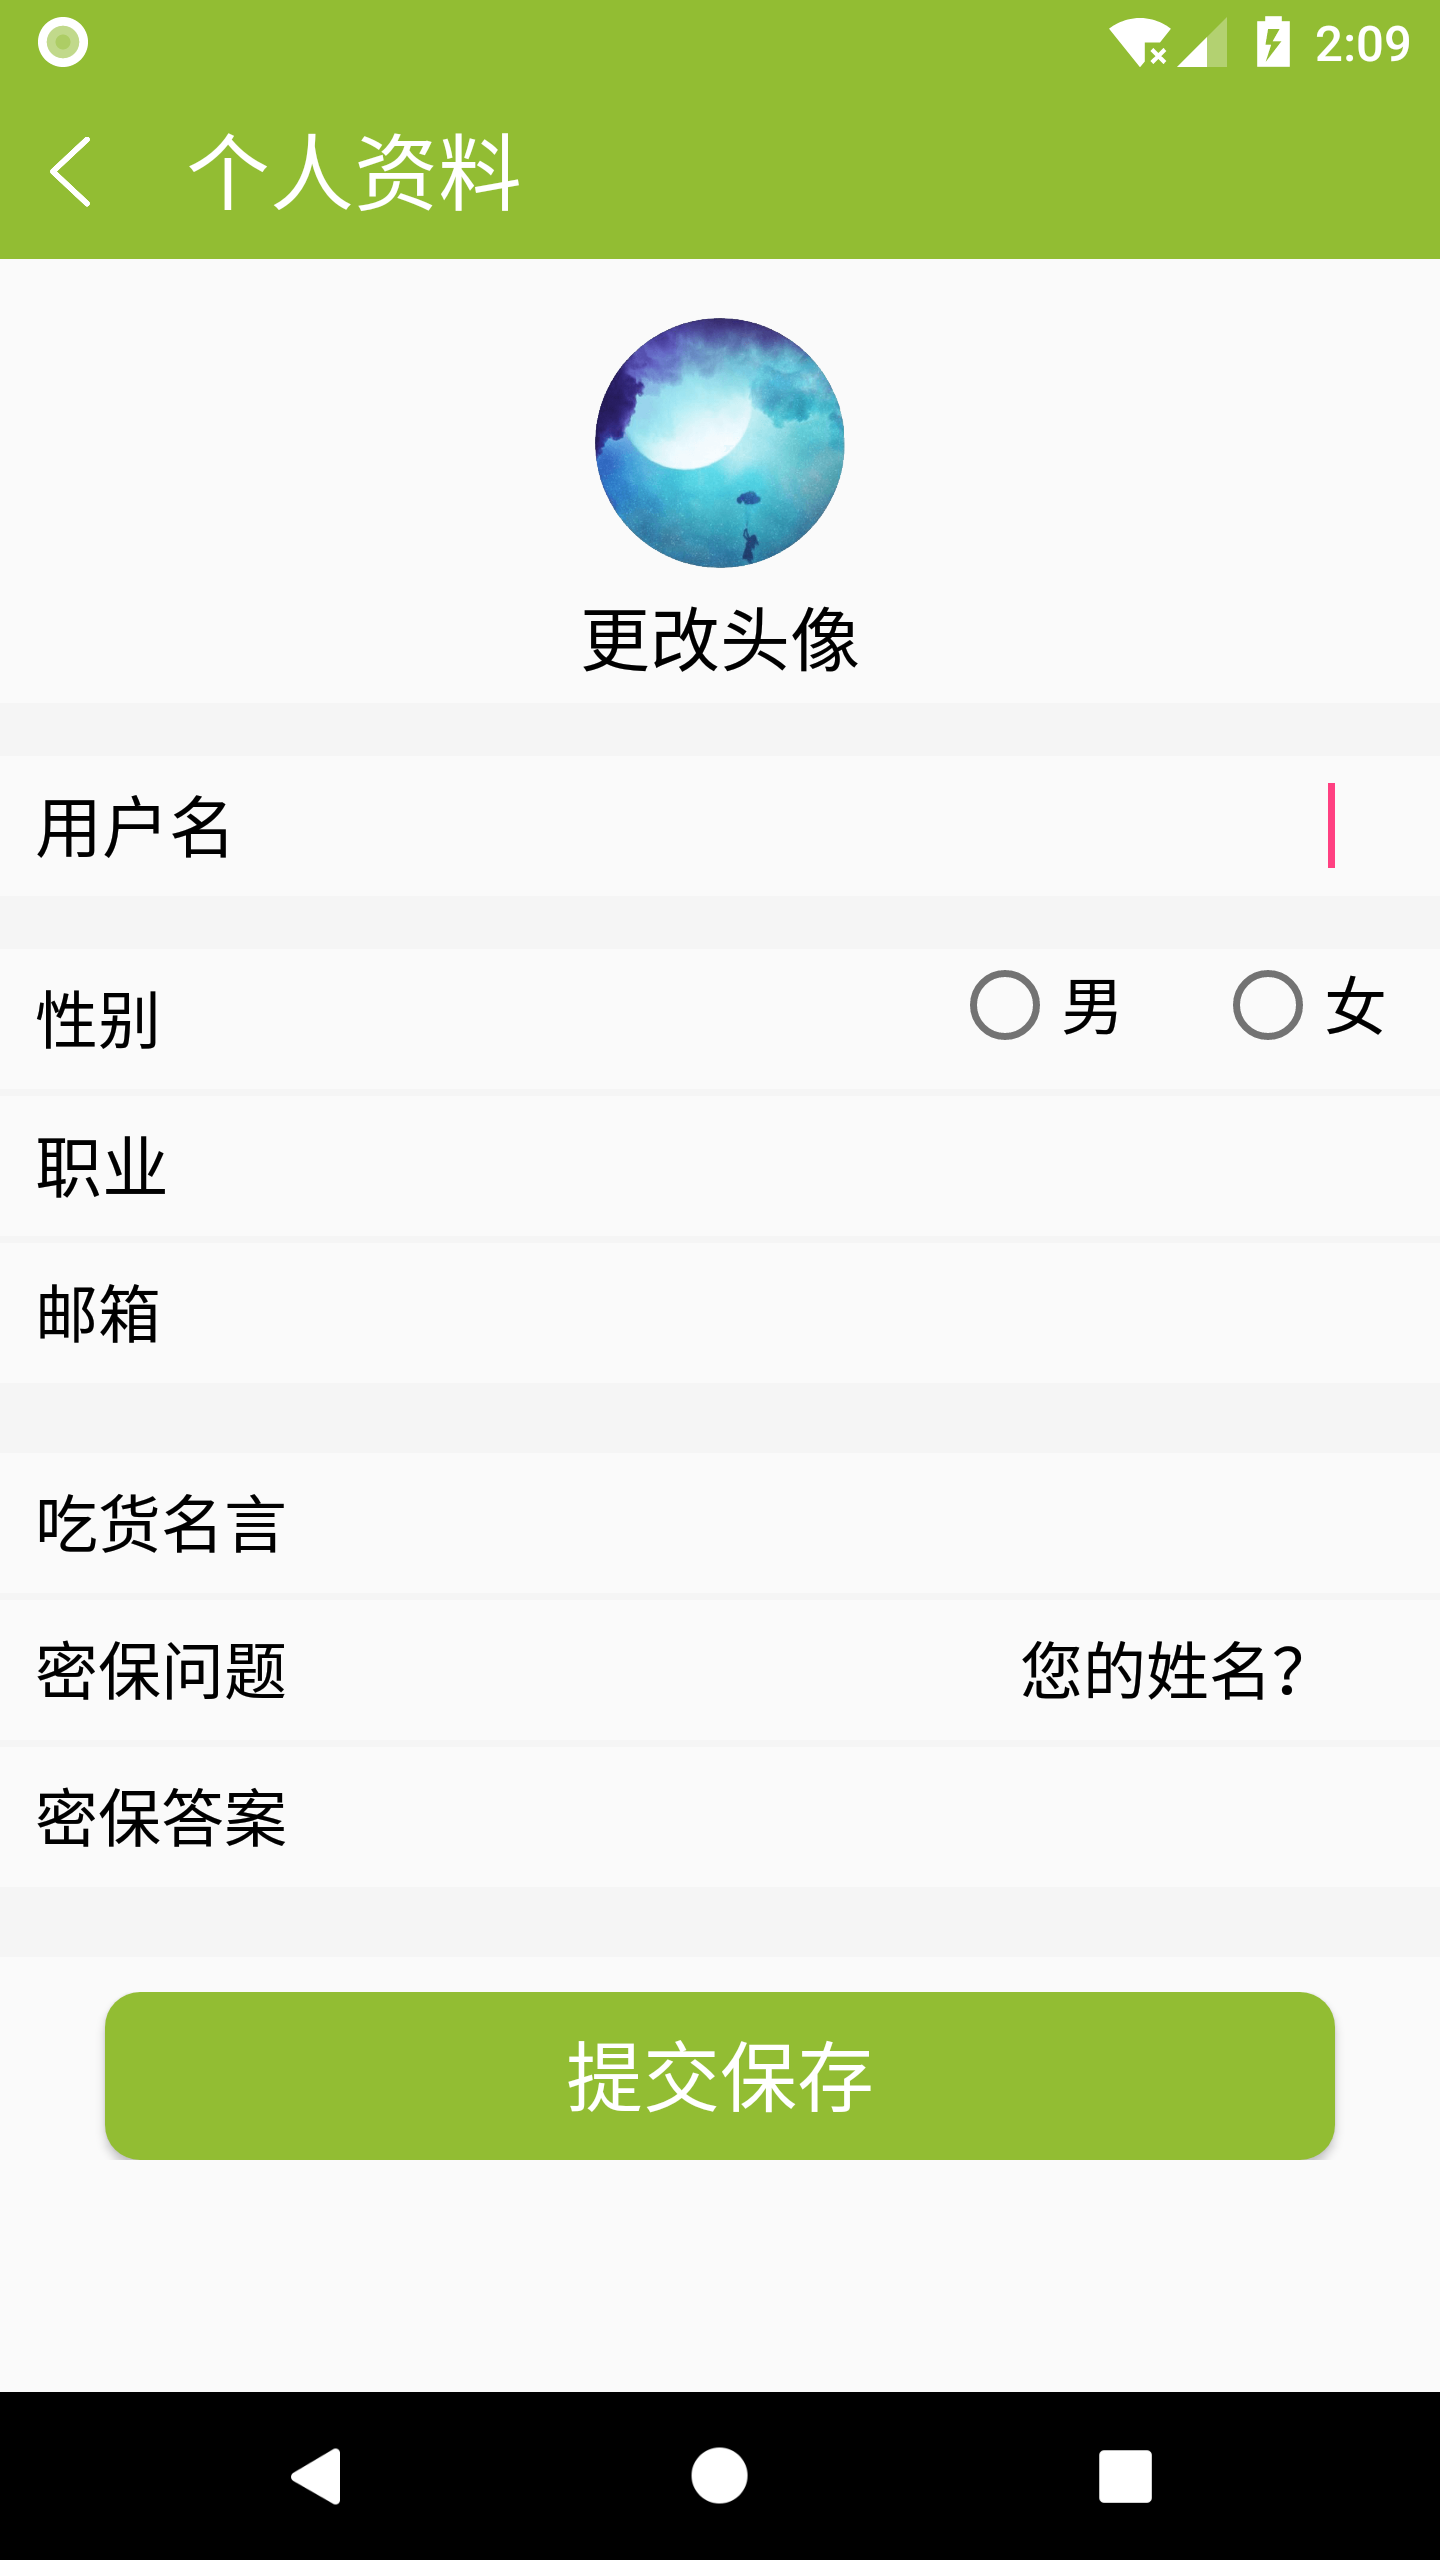 2:09
个人资料
更改头像
用户名
性别 男 女
职业
邮箱
吃货名言
密保问题 您的姓名?
密保答案
提交保存